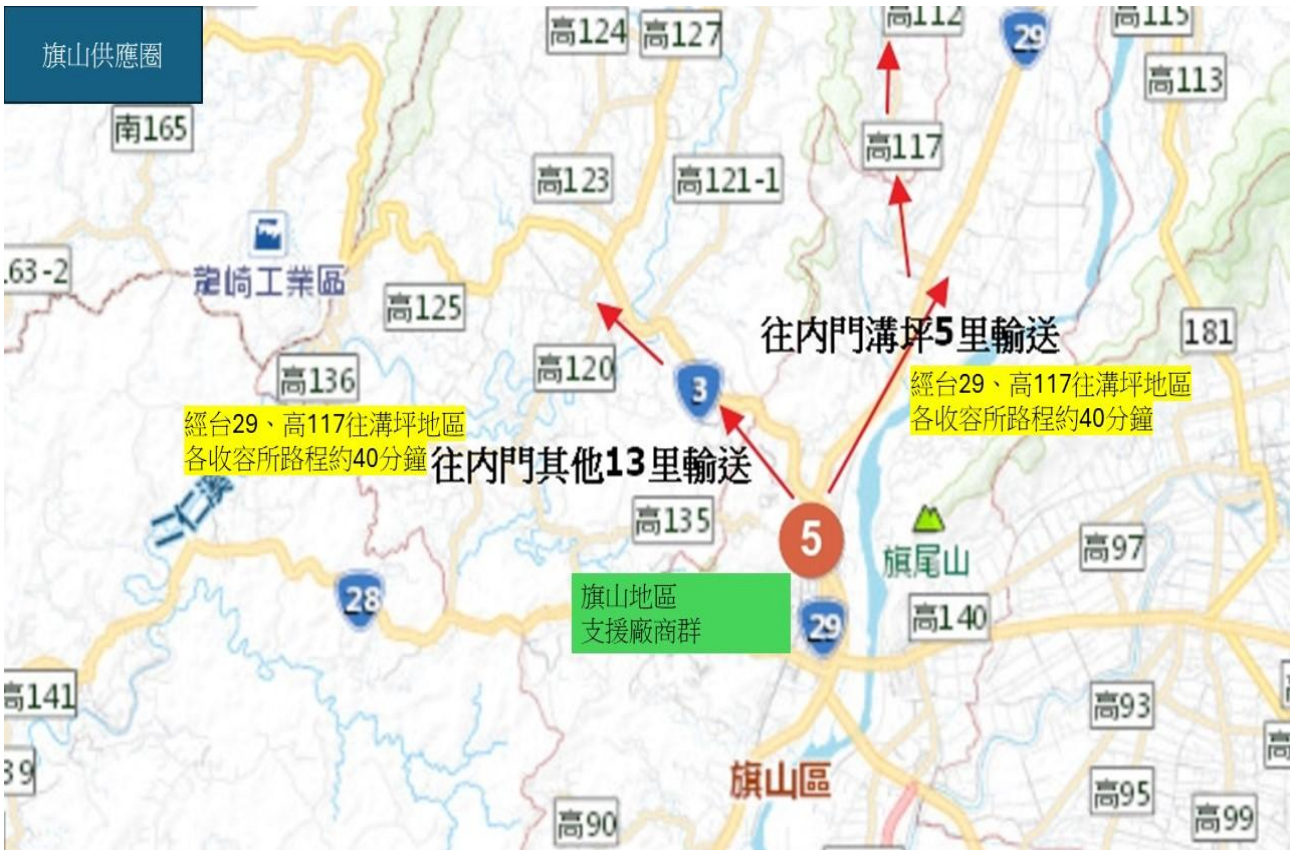 旗山供應圈
高124
高127
高112
29
高115
高113
南165
高117
高123
高121-1
63-2
龍崎工業區
高125
往內門溝坪5里輸送
181
高120
高136
3
經台29、高117往溝坪地區
各收容所路程約40分鐘
經台29、高117往溝坪地區
各收容所路程約40分鐘
往內門其他13里輸送
高135
5
旗尾山
高97
28
旗山地區
支援廠商群
29
高140
高141
高93
39
旗山區
高95
高90
高99